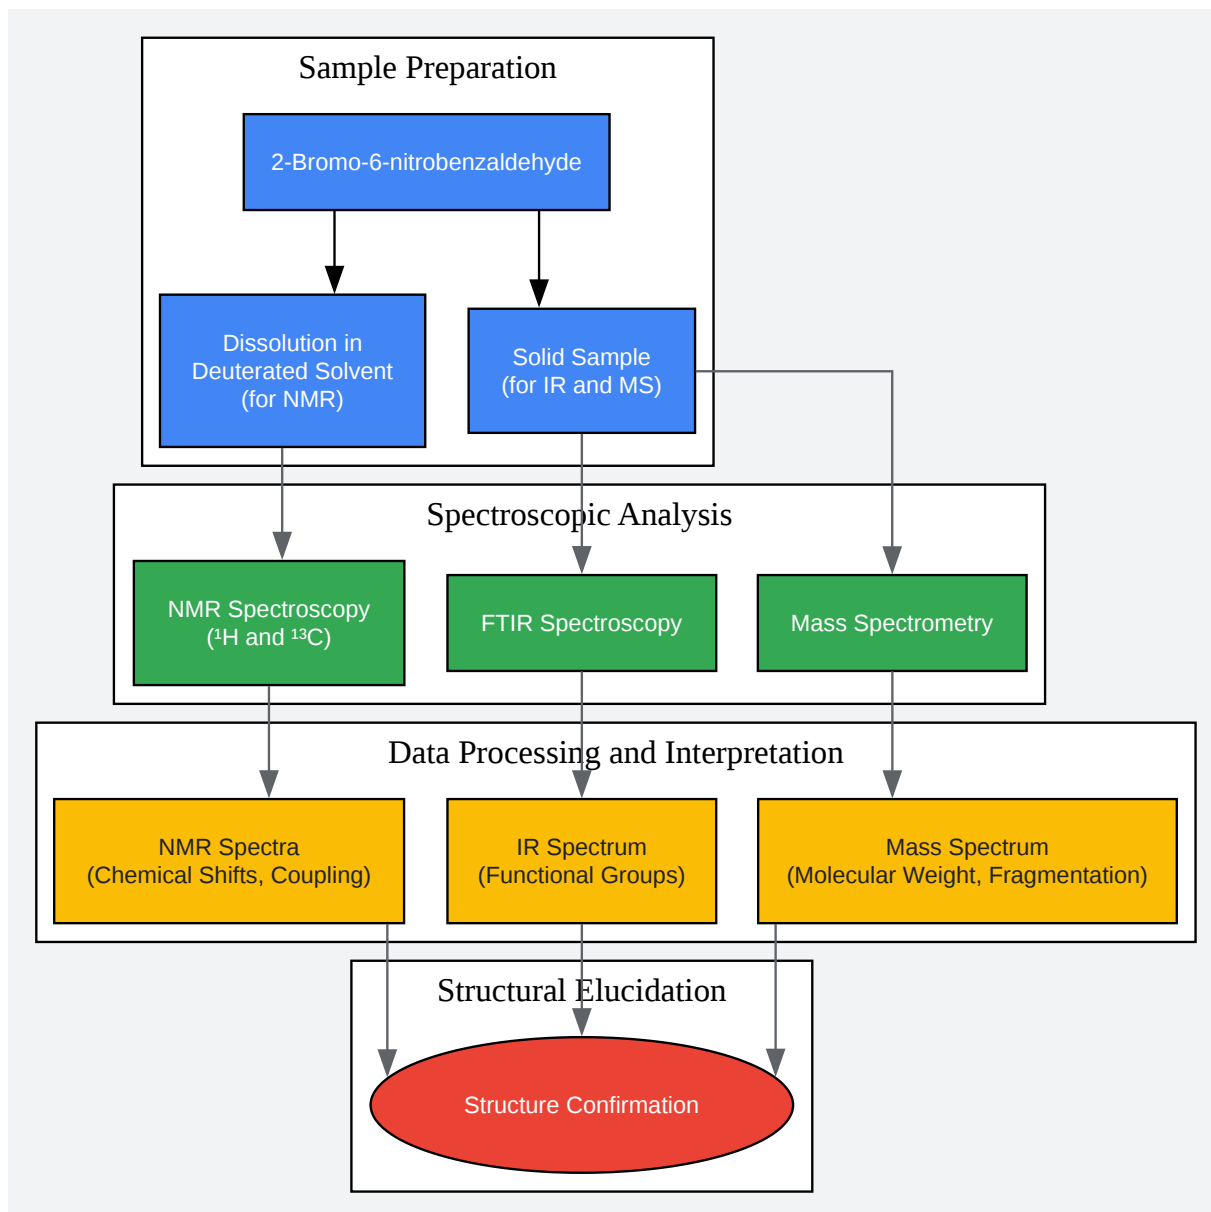 Sample Preparation
2-Bromo-6-nitrobenzaldehyde
Dissolution in
Deuterated Solvent
(for NMR)
Solid Sample
(for IR and MS)
Spectroscopic Analysis
NMR Spectroscopy
(¹H and ¹³C)
FTIR Spectroscopy
Mass Spectrometry
Data Processing and Interpretation
NMR Spectra
(Chemical Shifts, Coupling)
IR Spectrum
(Functional Groups)
Mass Spectrum
(Molecular Weight, Fragmentation)
Structural Elucidation
Structure Confirmation